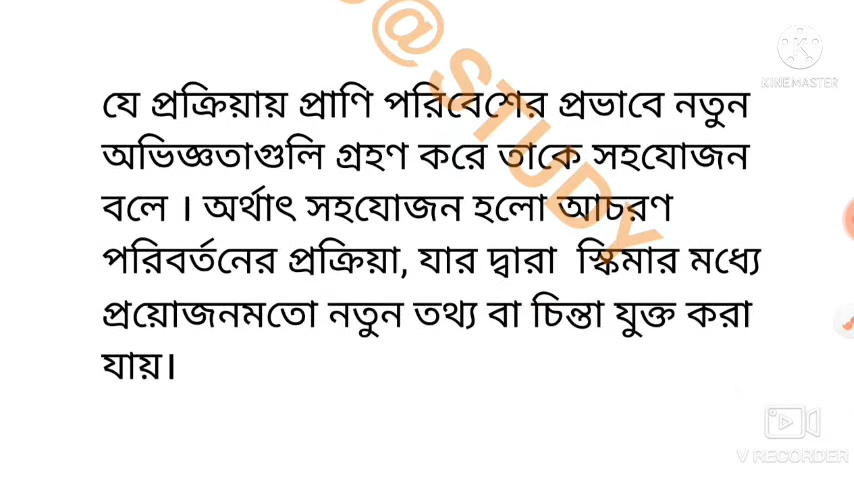 @STUDY
KINEMASTER
যে প্রক্রিয়ায় প্রাণি পরিবেশের প্রভাবে নতুন
অভিজ্ঞতাগুলি গ্রহণ করে তাকে সহযোজন
বলে । অর্থাৎ সহযোজন হলো আচরণ
পরিবর্তনের প্রক্রিয়া, যার দ্বারা স্কিমার মধ্যে
প্রয়োজনমতো নতুন তথ্য বা চিন্তা যুক্ত করা
যায়।
V RECORDER